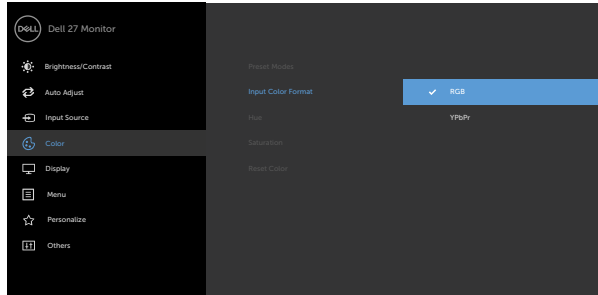 DELL
Dell 27 Monitor
Brightness/Contrast
Auto Adjust
Input Source
Color
Display
Menu
Personalize
Others
Preset Modes
Input Color Format
Hue
Saturation
Reset Color
RGB
YPbPr